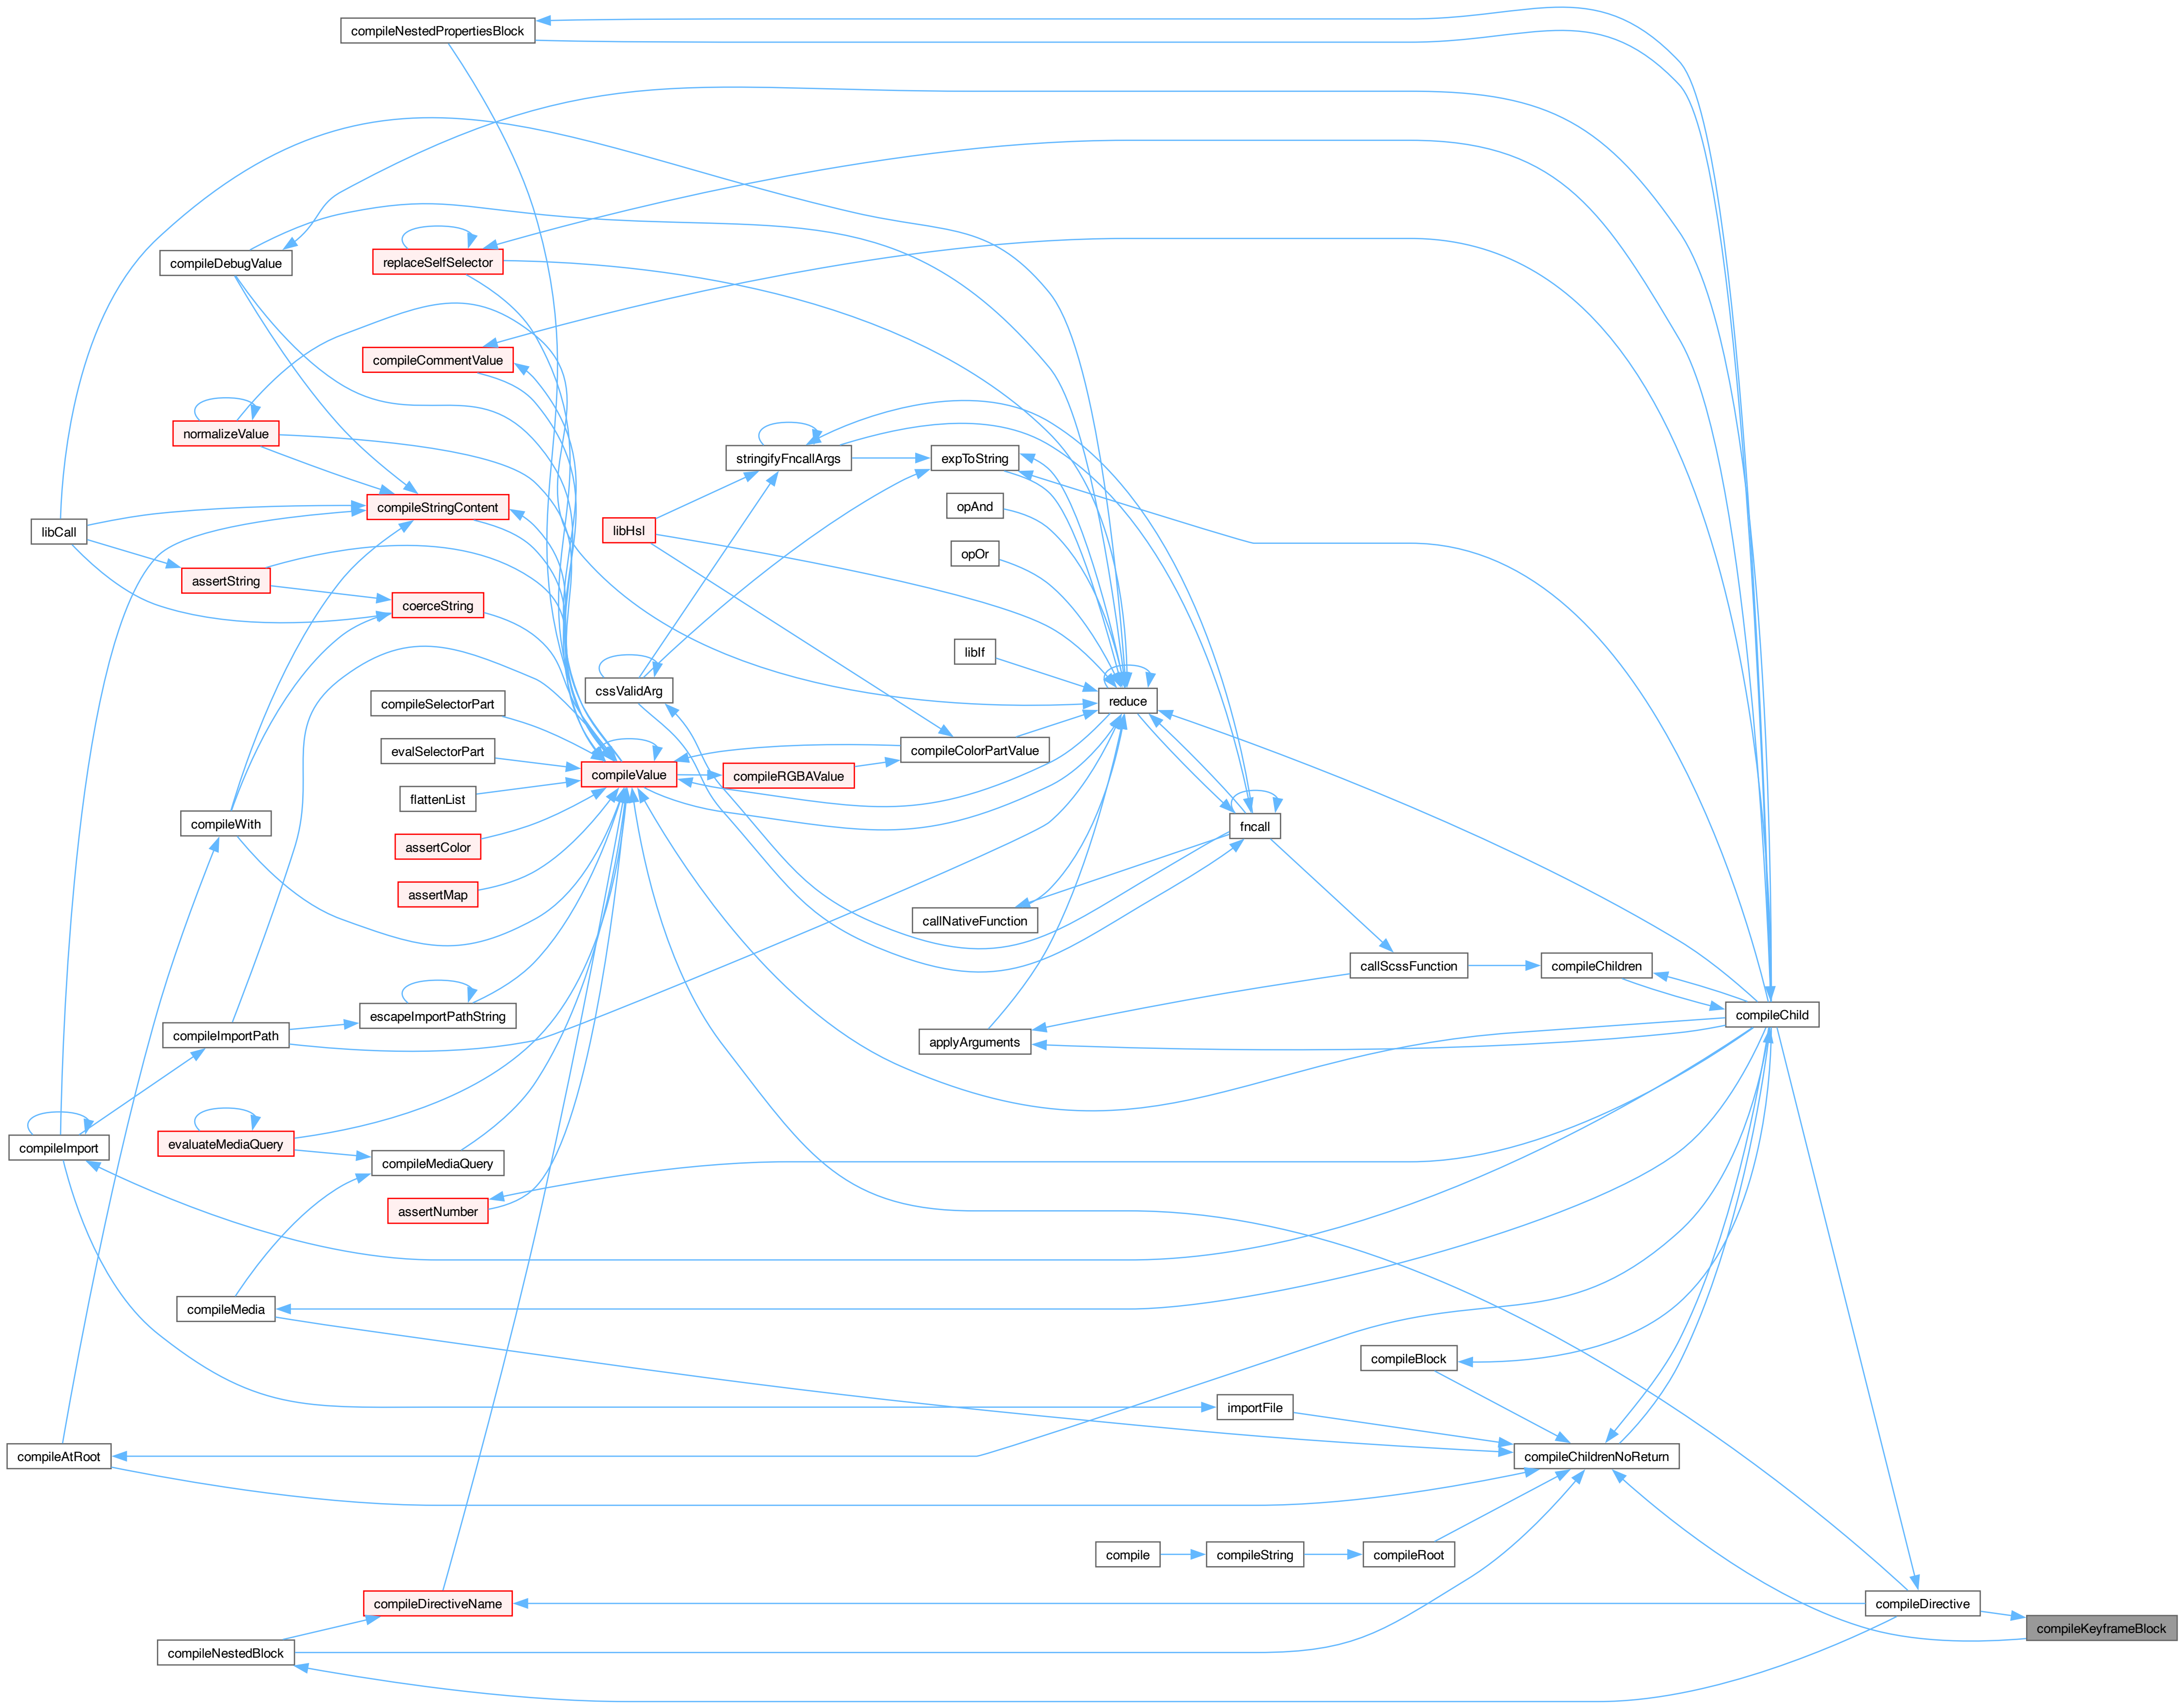 compileNestedPropertiesBlock
compileDebugValue
replaceSelfSelector
compileCommentValue
normalizeValue
stringifyFncallArgs
expToString
compileStringContent
opAnd
libCall
libHsl
opOr
assertString
coerceString
libIf
cssValidArg
compileSelectorPart
reduce
evalSelectorPart
compileColorPartValue
compileValue
compileRGBAValue
flattenList
compileWith
fncall
assertColor
assertMap
callNativeFunction
callScssFunction
compileChildren
escapeImportPathString
compileChild
compileImportPath
applyArguments
evaluateMediaQuery
compileImport
compileMediaQuery
assertNumber
compileMedia
compileBlock
importFile
compileAtRoot
compileChildrenNoReturn
compile
compileString
compileRoot
compileDirectiveName
compileDirective
compileKeyframeBlock
compileNestedBlock